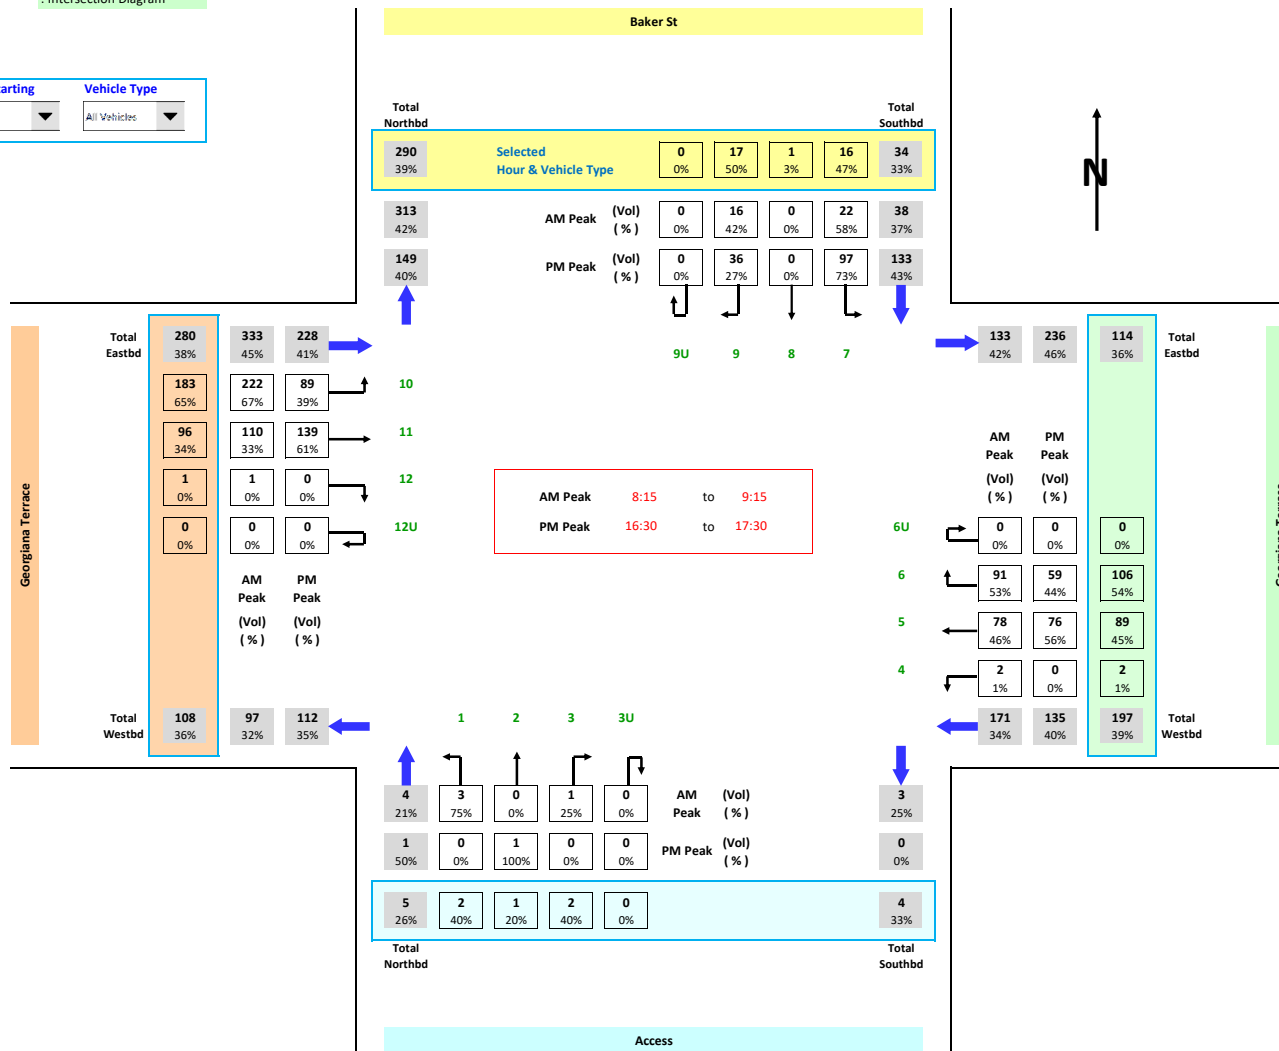 : Intersection Diagram
Baker St
arting Vehicle Type
All Vehicles
Total Northbd
Total Southbd
290 39%
Selected Hour & Vehicle Type
0 0%
17 50%
1 3%
16 47%
34 33%
N
313 42%
AM Peak (Vol) ( % )
0 0%
16 42%
0 0%
22 58%
38 37%
149 40%
PM Peak (Vol) ( % )
0 0%
36 27%
0 0%
97 73%
133 43%
9U 9 8 7
Total Eastbd
280 38%
333 45%
228 41%
133 42%
236 46%
114 36%
Total Eastbd
183 65%
222 67%
89 39%
10
96 34%
110 33%
139 61%
11
1 0%
1 0%
0 0%
12
0 0%
0 0%
0 0%
12U
Georgiana Terrace
AM Peak (Vol) ( % )
PM Peak (Vol) ( % )
AM Peak 8:15 to 9:15
PM Peak 16:30 to 17:30
AM Peak (Vol) ( % )
PM Peak (Vol) ( % )
6U
0 0%
0 0%
0 0%
6
91 53%
59 44%
106 54%
5
78 46%
76 56%
89 45%
4
2 1%
0 0%
2 1%
Total Westbd
108 36%
97 32%
112 35%
171 34%
135 40%
197 39%
Total Westbd
1 2 3 3U
4 21%
3 75%
0 0%
1 25%
0 0%
AM Peak (Vol) ( % )
3 25%
1 50%
0 0%
1 100%
0 0%
0 0%
PM Peak (Vol) ( % )
0 0%
5 26%
2 40%
1 20%
2 40%
0 0%
4 33%
Total Northbd
Total Southbd
Access